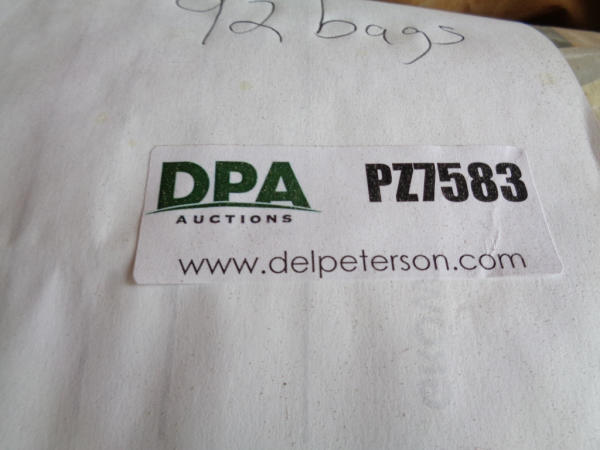 92 bags
DPA
AUCTIONS
PZ7583
www.delpeterson.com